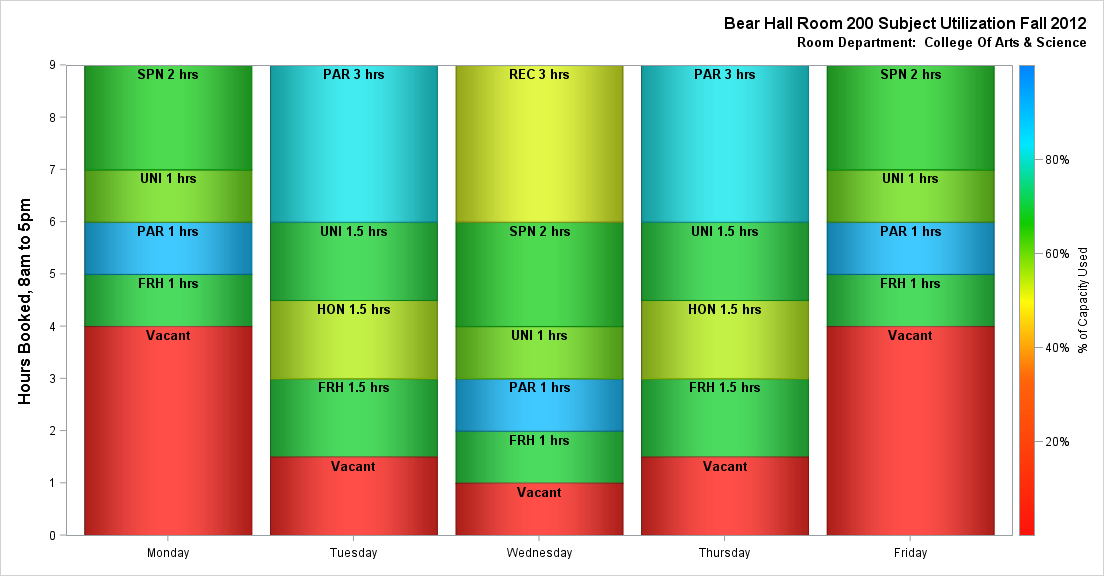 Bear Hall Room 200 Subject Utilization Fall 2012
Room Department:  College Of Arts & Science
Hours Booked, 8am to 5pm
9
8
7
6
5
4
3
2
1
0
SPN 2 hrs
UNI 1 hrs
PAR 1 hrs
FRH 1 hrs
Vacant
Monday
PAR 3 hrs
UNI 1.5 hrs
HON 1.5 hrs
FRH 1.5 hrs
Vacant
Tuesday
REC 3 hrs
SPN 2 hrs
UNI 1 hrs
PAR 1 hrs
FRH 1 hrs
Vacant
Wednesday
PAR 3 hrs
UNI 1.5 hrs
HON 1.5 hrs
FRH 1.5 hrs
Vacant
Thursday
SPN 2 hrs
UNI 1 hrs
PAR 1 hrs
FRH 1 hrs
Vacant
Friday
80%
60%
40%
20%
% of Capacity Used